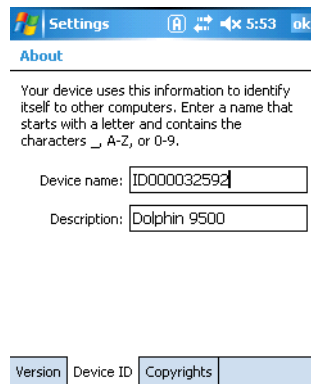 Settings 5:53 ok
About
Your device uses this information to identify
itself to other computers. Enter a name that
starts with a letter and contains the
characters _, A-Z, or 0-9.
Device name: ID000032592
Description: Dolphin 9500
Version Device ID Copyrights